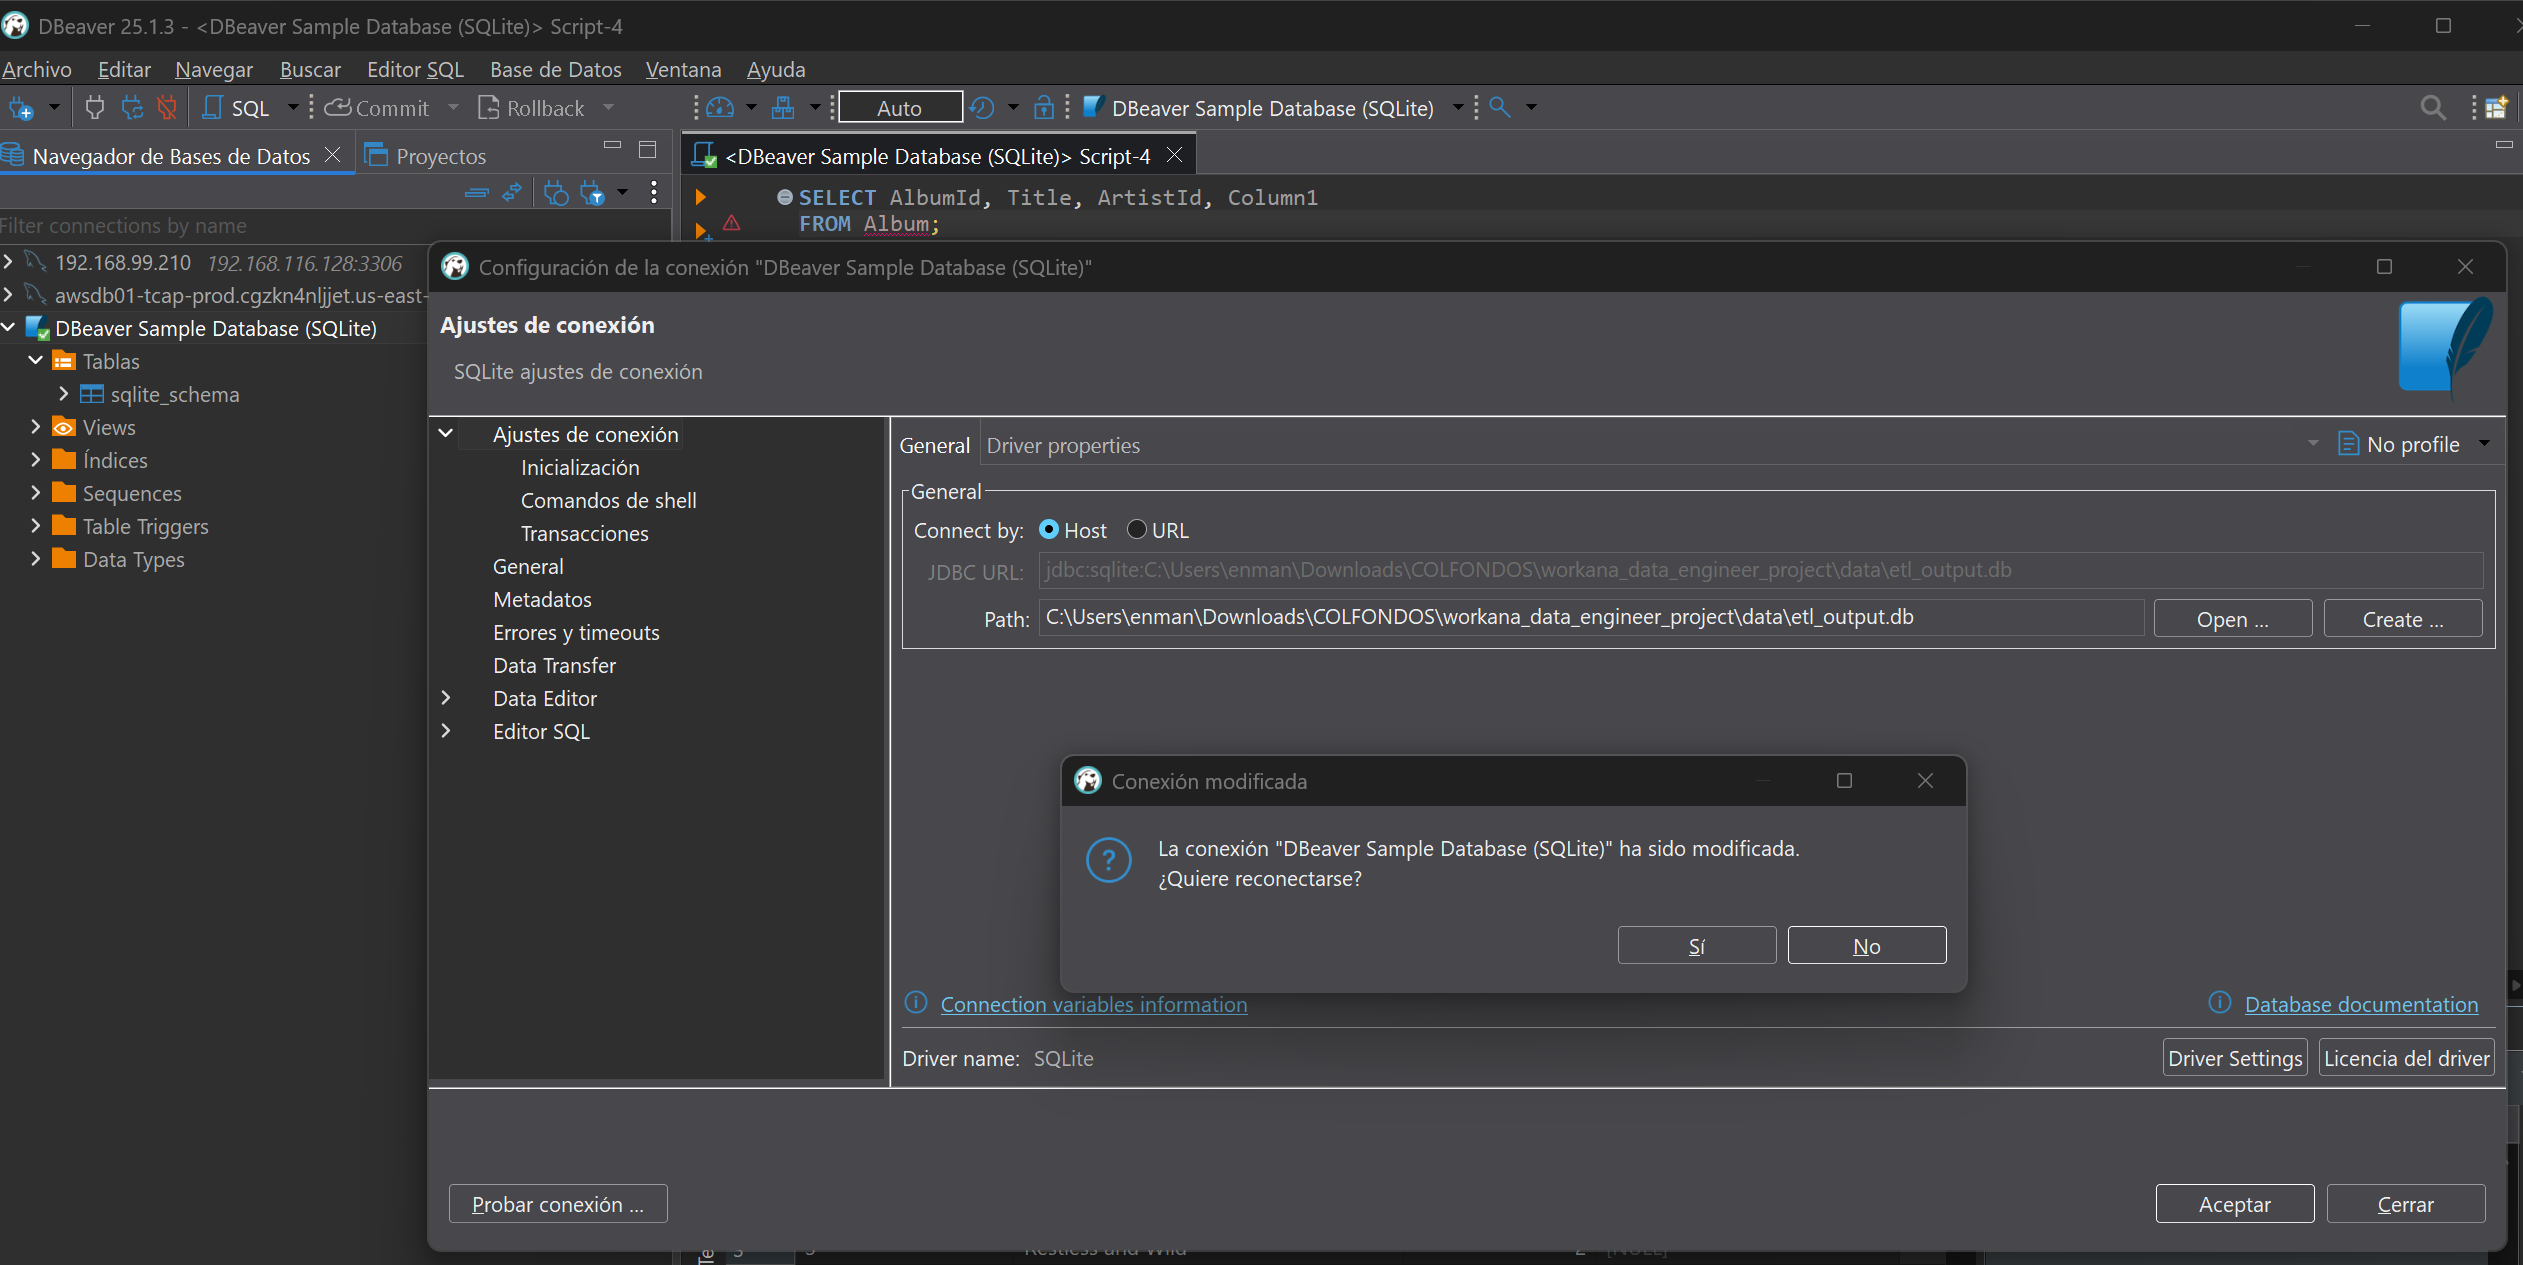 DBeaver 25.1.3 - <DBeaver Sample Database (SQLite)> Script-4
Archivo Editar Navegar Buscar Editor SQL Base de Datos Ventana Ayuda
SQL Commit Rollback Auto DBeaver Sample Database (SQLite)
Navegador de Bases de Datos Proyectos
<DBeaver Sample Database (SQLite)> Script-4
SELECT AlbumId, Title, ArtistId, Column1
FROM Album;
Filter connections by name
192.168.99.210 192.168.116.128:3306
awsdb01-tcap-prod.cgzkn4nljjet.us-east-
DBeaver Sample Database (SQLite)
Tablas
sqlite_schema
Views
Índices
Sequences
Table Triggers
Data Types
Configuración de la conexión "DBeaver Sample Database (SQLite)"
Ajustes de conexión
SQLite ajustes de conexión
Ajustes de conexión
Inicialización
Comandos de shell
Transacciones
General
Metadatos
Errores y timeouts
Data Transfer
Data Editor
Editor SQL
General Driver properties No profile
General
Connect by: Host URL
JDBC URL: jdbc:sqlite:C:\Users\enman\Downloads\COLFONDOS\workana_data_engineer_project\data\etl_output.db
Path: C:\Users\enman\Downloads\COLFONDOS\workana_data_engineer_project\data\etl_output.db Open ... Create ...
Conexión modificada
La conexión "DBeaver Sample Database (SQLite)" ha sido modificada.
¿Quiere reconectarse?
Sí No
Connection variables information Database documentation
Driver name: SQLite Driver Settings Licencia del driver
Probar conexión ... Aceptar Cerrar